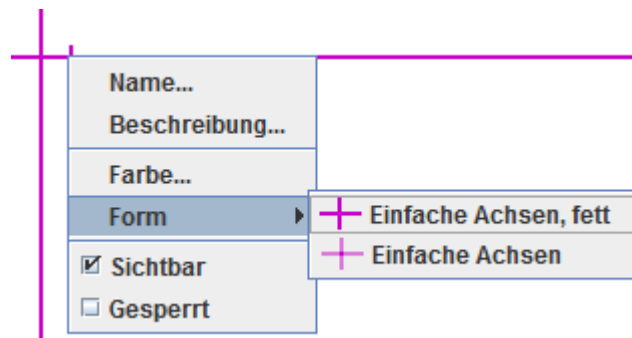 Name...
Beschreibung...
Farbe...
Form
Einfache Achsen, fett
Einfache Achsen
Sichtbar
Gesperrt